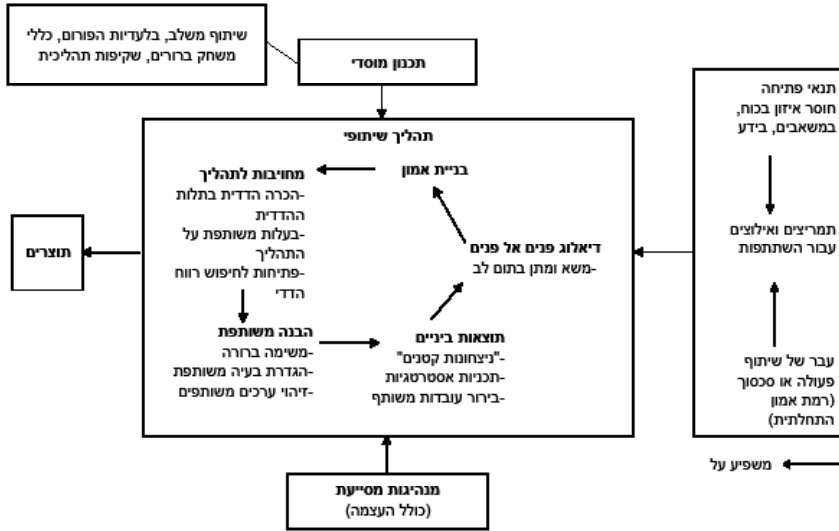 שיתוף משלב, בלעדיות הפורום, כללי
משחק ברורים, שקיפות תהליכית
תכנון מוסדי
תנאי פתיחה
חוסר איזון בכוח,
במשאבים, בידע
תמריצים ואילוצים
עבור השתתפות
עבר של שיתוף
פעולה או סכסוך
(רמת אמון
התחלתית)
משפיע על
תהליך שיתופי
בניית אמון
מחויבות לתהליך
-הכרה הדדית בתלות
ההדדית
-בעלות משותפת על
התהליך
-פתיחות לחיפוש רווח
הדדי
דיאלוג פנים אל פנים
-משא ומתן בתום לב
הבנה משותפת
-משימה ברורה
-הגדרת בעיה משותפת
-זיהוי ערכים משותפים
תוצאות ביניים
-"ניצחונות קטנים"
-תכניות אסטרטגיות
-בירור עובדות משותף
תוצרים
מנהיגות מסייעת
(כולל העצמה)